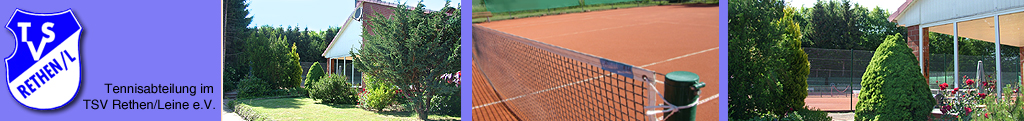 TSV
RETHEN/L
Tennisabteilung im
TSV Rethen/Leine e.V.